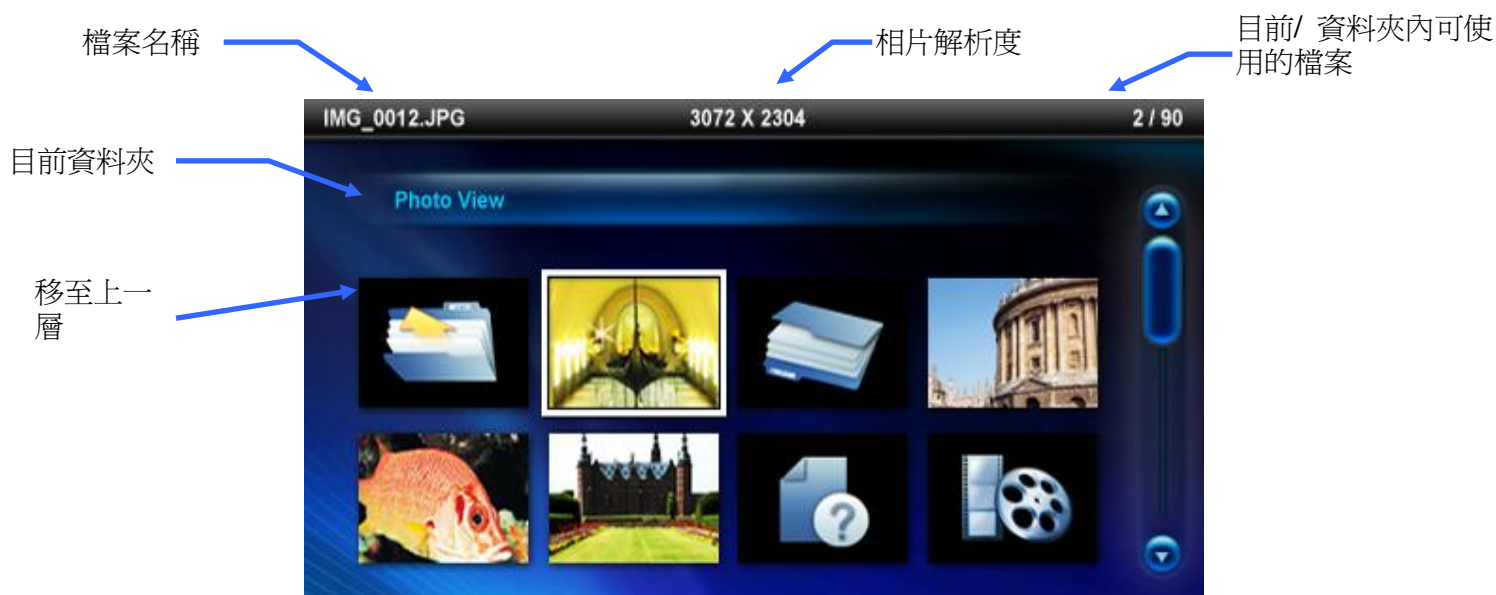 檔案名稱
相片解析度
目前/ 資料夾內可使
用的檔案
IMG_0012.JPG
3072 X 2304
2 / 90
目前資料夾
Photo View
移至上一
層
?